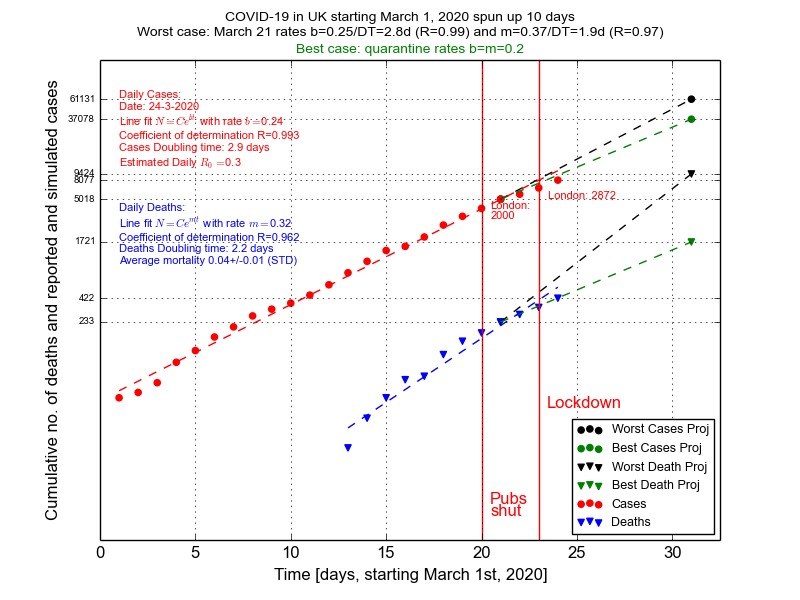 COVID-19 in UK starting March 1, 2020 spun up 10 days
Worst case: March 21 rates b=0.25/DT=2.8d (R=0.99) and m=0.37/DT=1.9d (R=0.97)
Best case: quarantine rates b=m=0.2
Cumulative no. of deaths and reported and simulated cases
61131
37078
9424
8077
5018
1721
422
233
Daily Cases:
Date: 24-3-2020
Line fit N=Ce^{bt} with rate b=0.24
Coefficient of determination R=0.993
Cases Doubling time: 2.9 days
Estimated Daily R₀=0.3
Daily Deaths:
Line fit N=Ce^{mt} with rate m=0.32
Coefficient of determination R=0.962
Deaths Doubling time: 2.2 days
Average mortality 0.04+/-0.01 (STD)
London:
2000
London: 2872
Lockdown
Pubs
shut
Worst Cases Proj
Best Cases Proj
Worst Death Proj
Best Death Proj
Cases
Deaths
0 5 10 15 20 25 30
Time [days, starting March 1st, 2020]